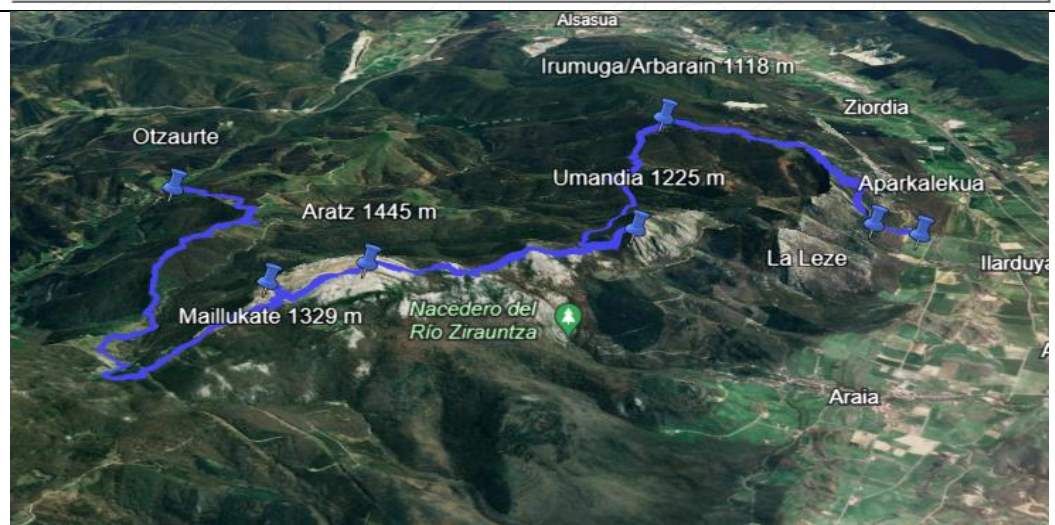 Alsasua
Irumuga/Arbarain 1118 m
Ziordia
Otzaurte
Umandia 1225 m
Aparkalekua
Aratz 1445 m
La Leze
Ilarduya
Maillukate 1329 m
Nacedero del
Río Zirauntza
Araia